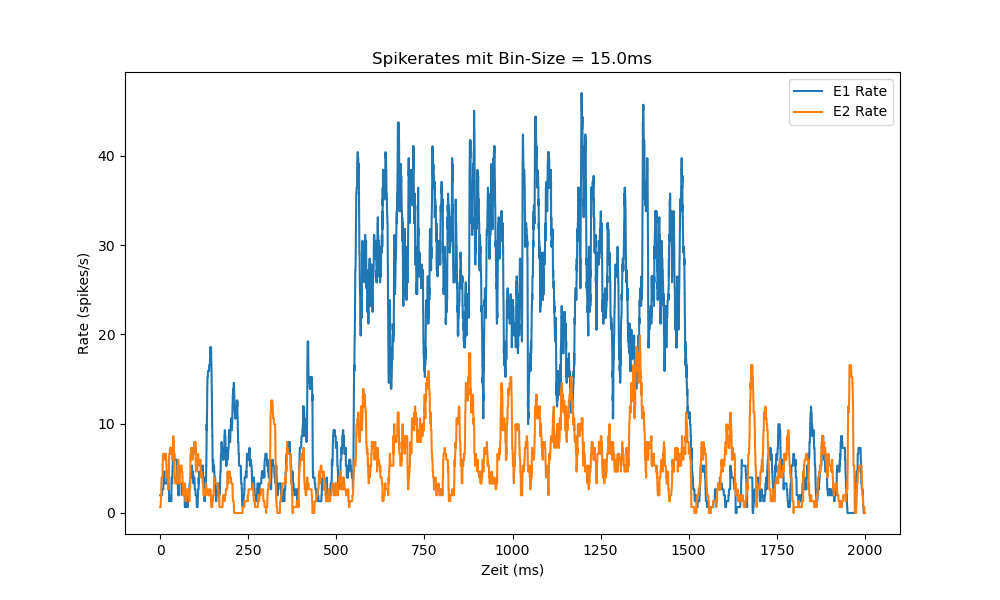 Spikerates mit Bin-Size = 15.0ms
E1 Rate
E2 Rate
40
30
20
10
0
Rate (spikes/s)
0 250 500 750 1000 1250 1500 1750 2000
Zeit (ms)